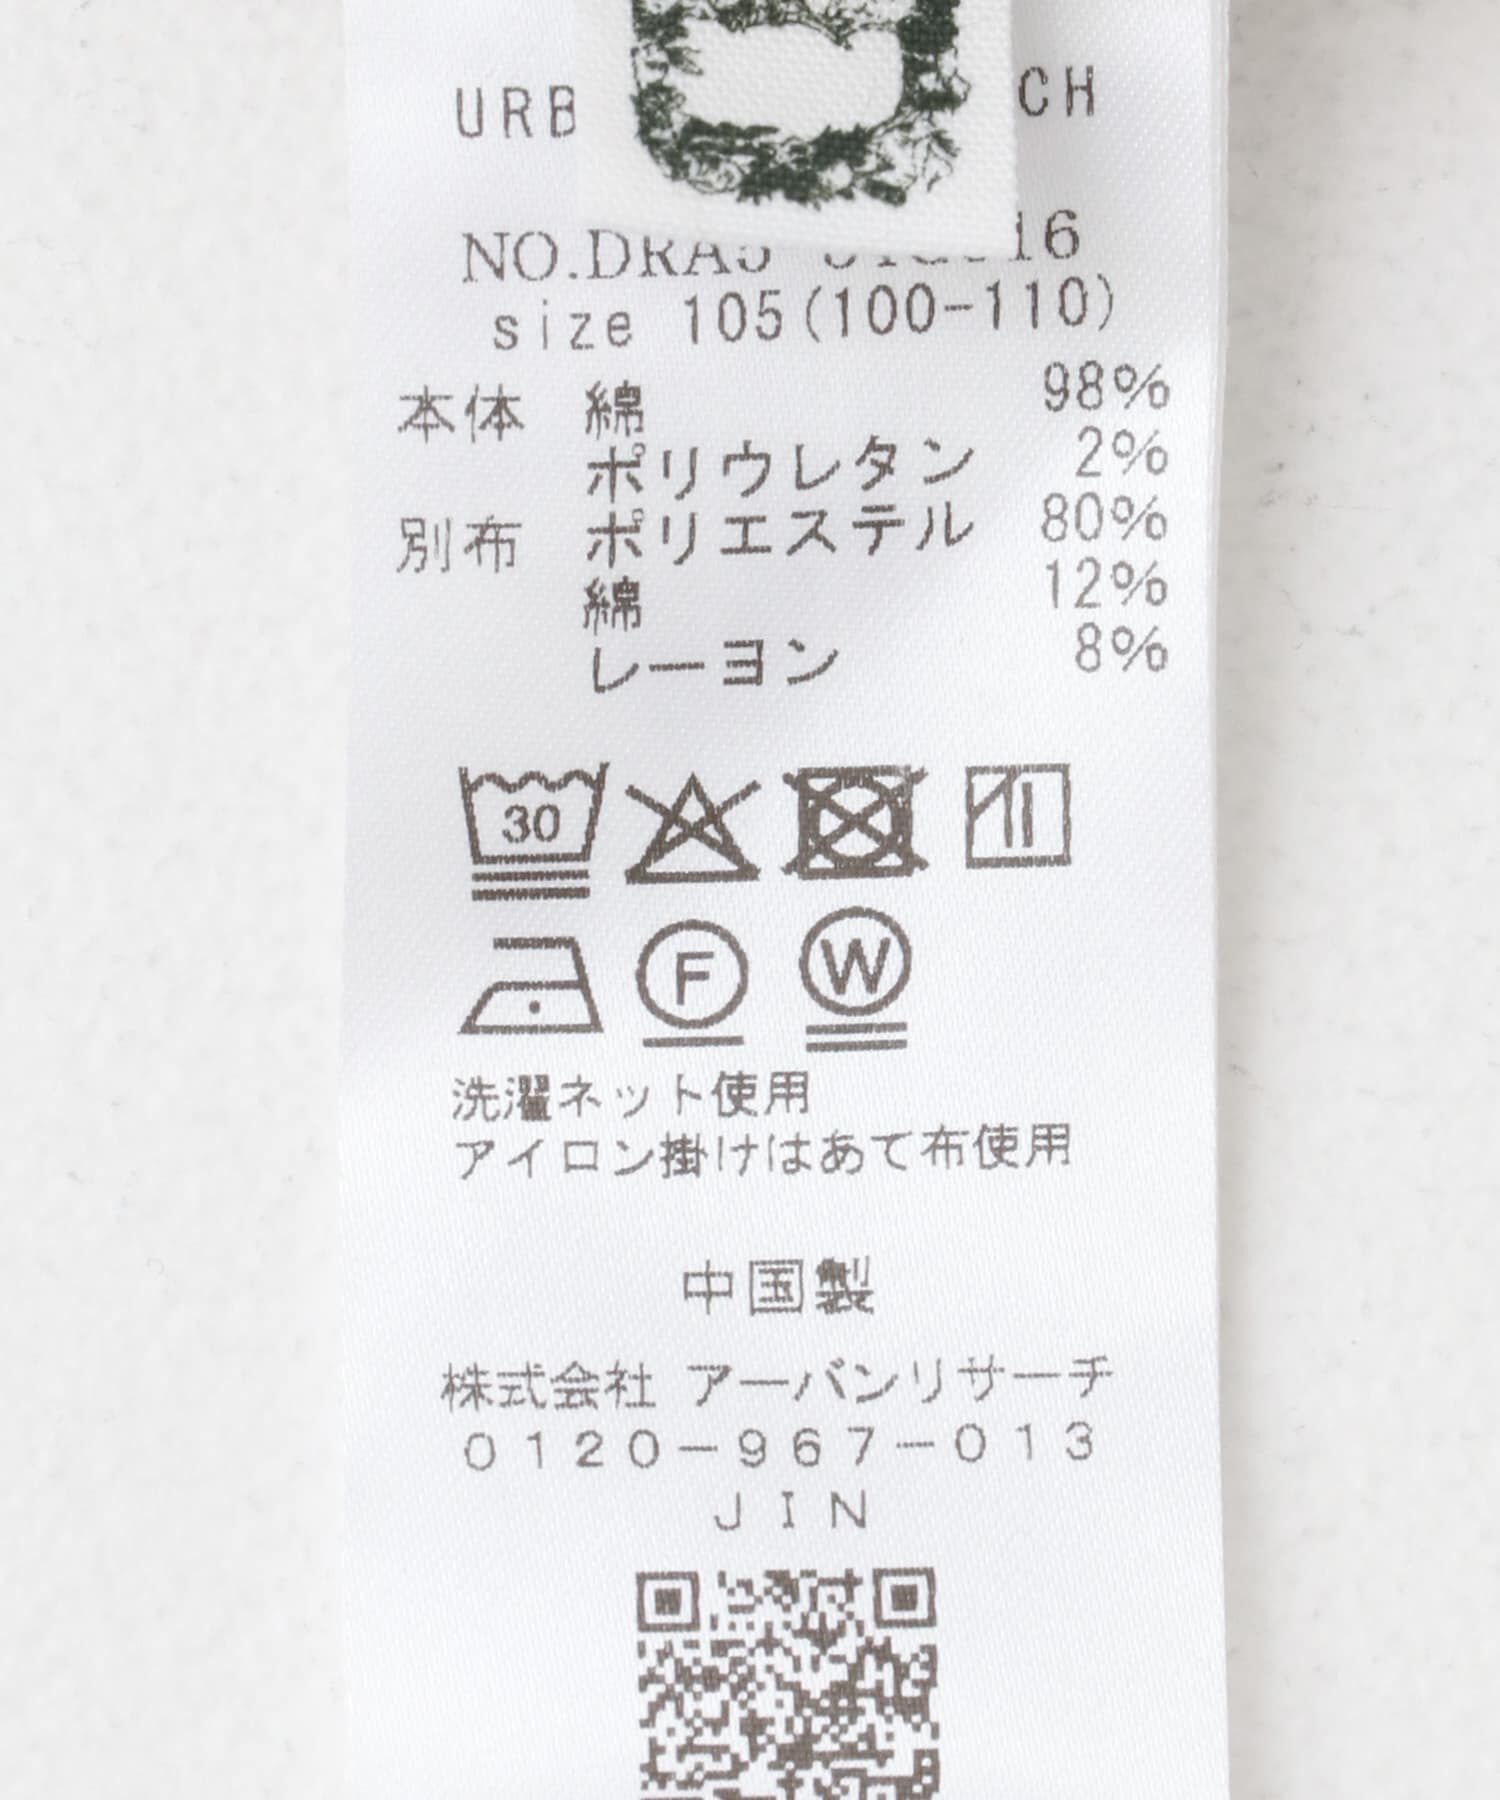 URB CH
NO.DRA 16
size 105(100-110)
本体 綿 98%
ポリウレタン 2%
別布 ポリエステル 80%
綿 12%
レーヨン 8%
30
F W
洗濯ネット使用
アイロン掛けはあて布使用
中国製
株式会社 アーバンリサーチ
0120-967-013
JIN